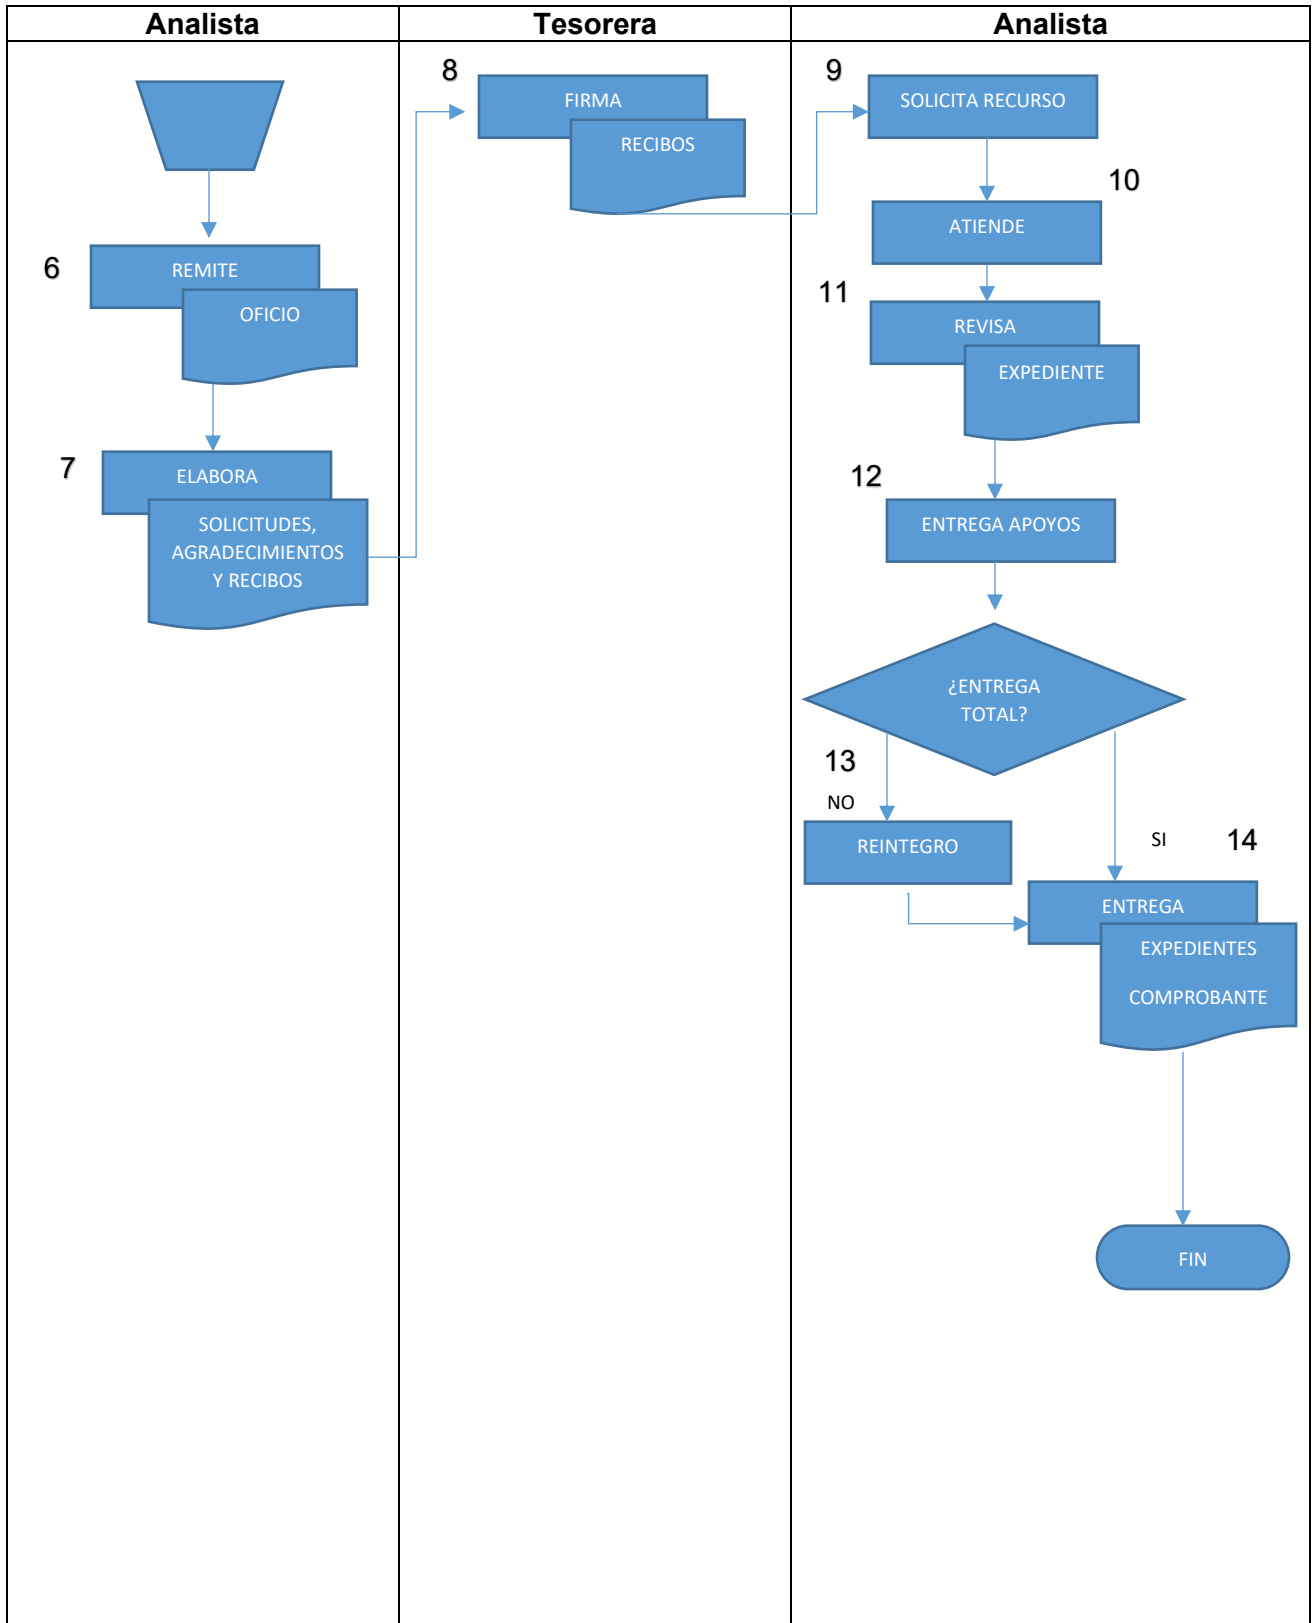 Analista
Tesorera
Analista
6
REMITE
OFICIO
7
ELABORA
SOLICITUDES,
AGRADECIMIENTOS
Y RECIBOS
8
FIRMA
RECIBOS
9
SOLICITA RECURSO
10
ATIENDE
11
REVISA
EXPEDIENTE
12
ENTREGA APOYOS
¿ENTREGA
TOTAL?
13
NO
REINTEGRO
SI
14
ENTREGA
EXPEDIENTES
COMPROBANTE
FIN